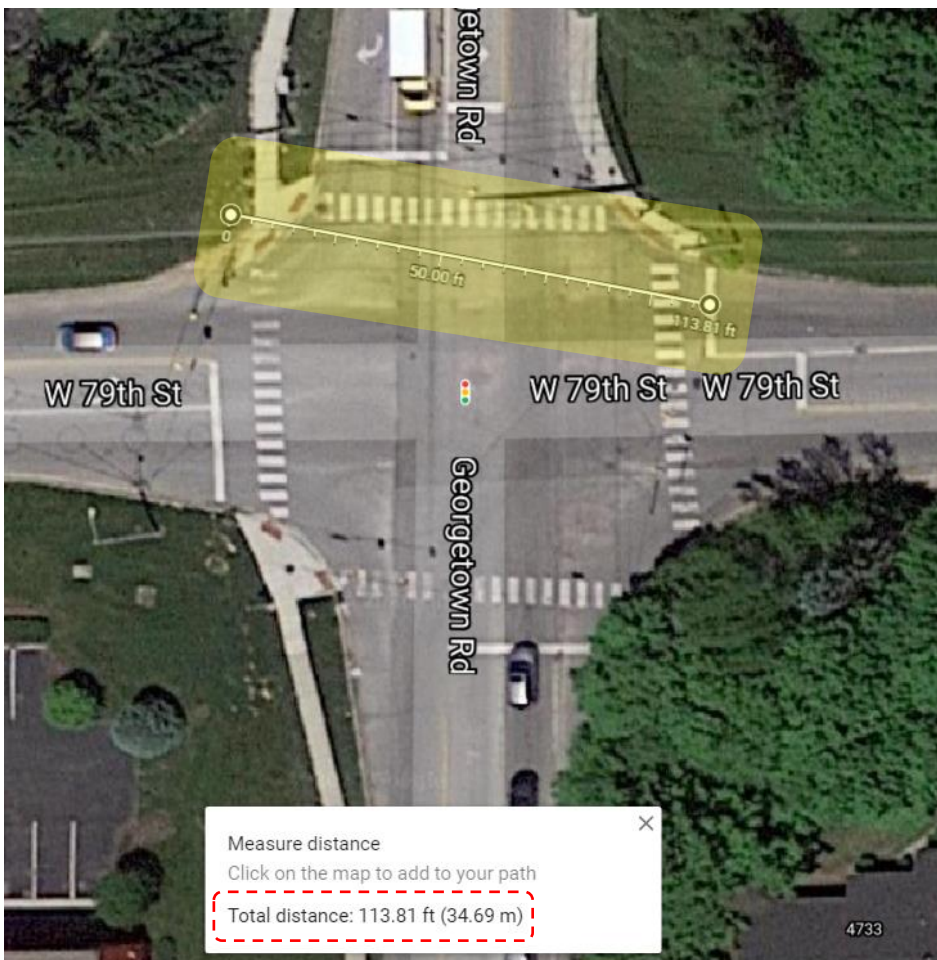 getown Rd
0
50.00 ft
113.81 ft
W 79th St
W 79th St
W 79th St
Georgetown Rd
Measure distance
Click on the map to add to your path
Total distance: 113.81 ft (34.69 m)
4733